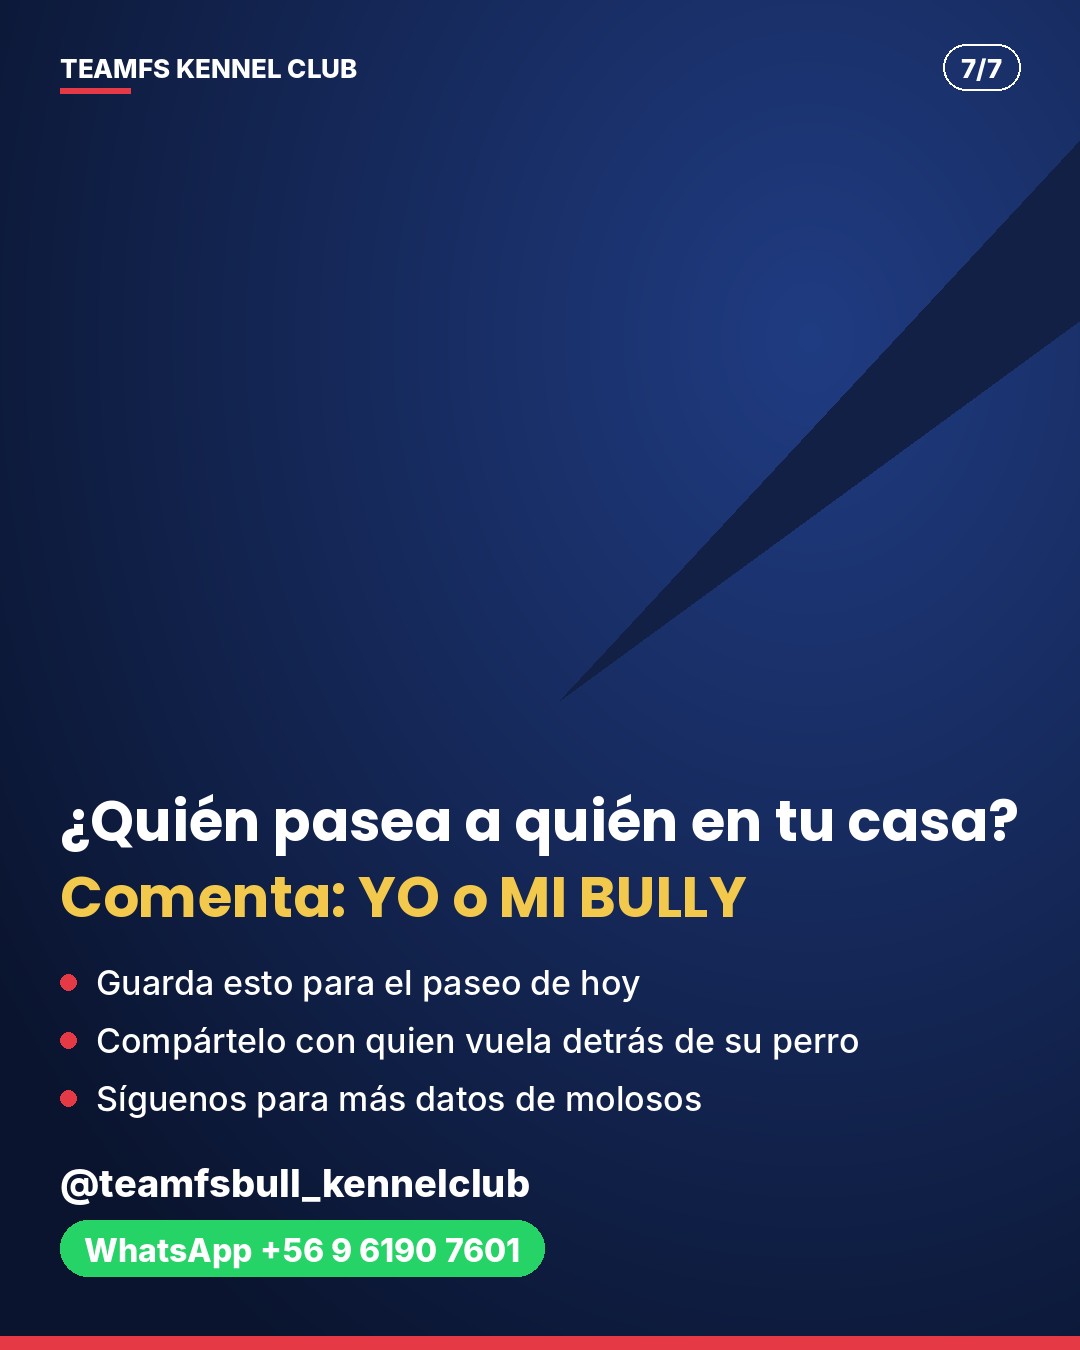 TEAMFS KENNEL CLUB
7/7
¿Quién pasea a quién en tu casa?
Comenta: YO o MI BULLY
Guarda esto para el paseo de hoy
Compártelo con quien vuela detrás de su perro
Síguenos para más datos de molosos
@teamfsbull_kennelclub
WhatsApp +56 9 6190 7601